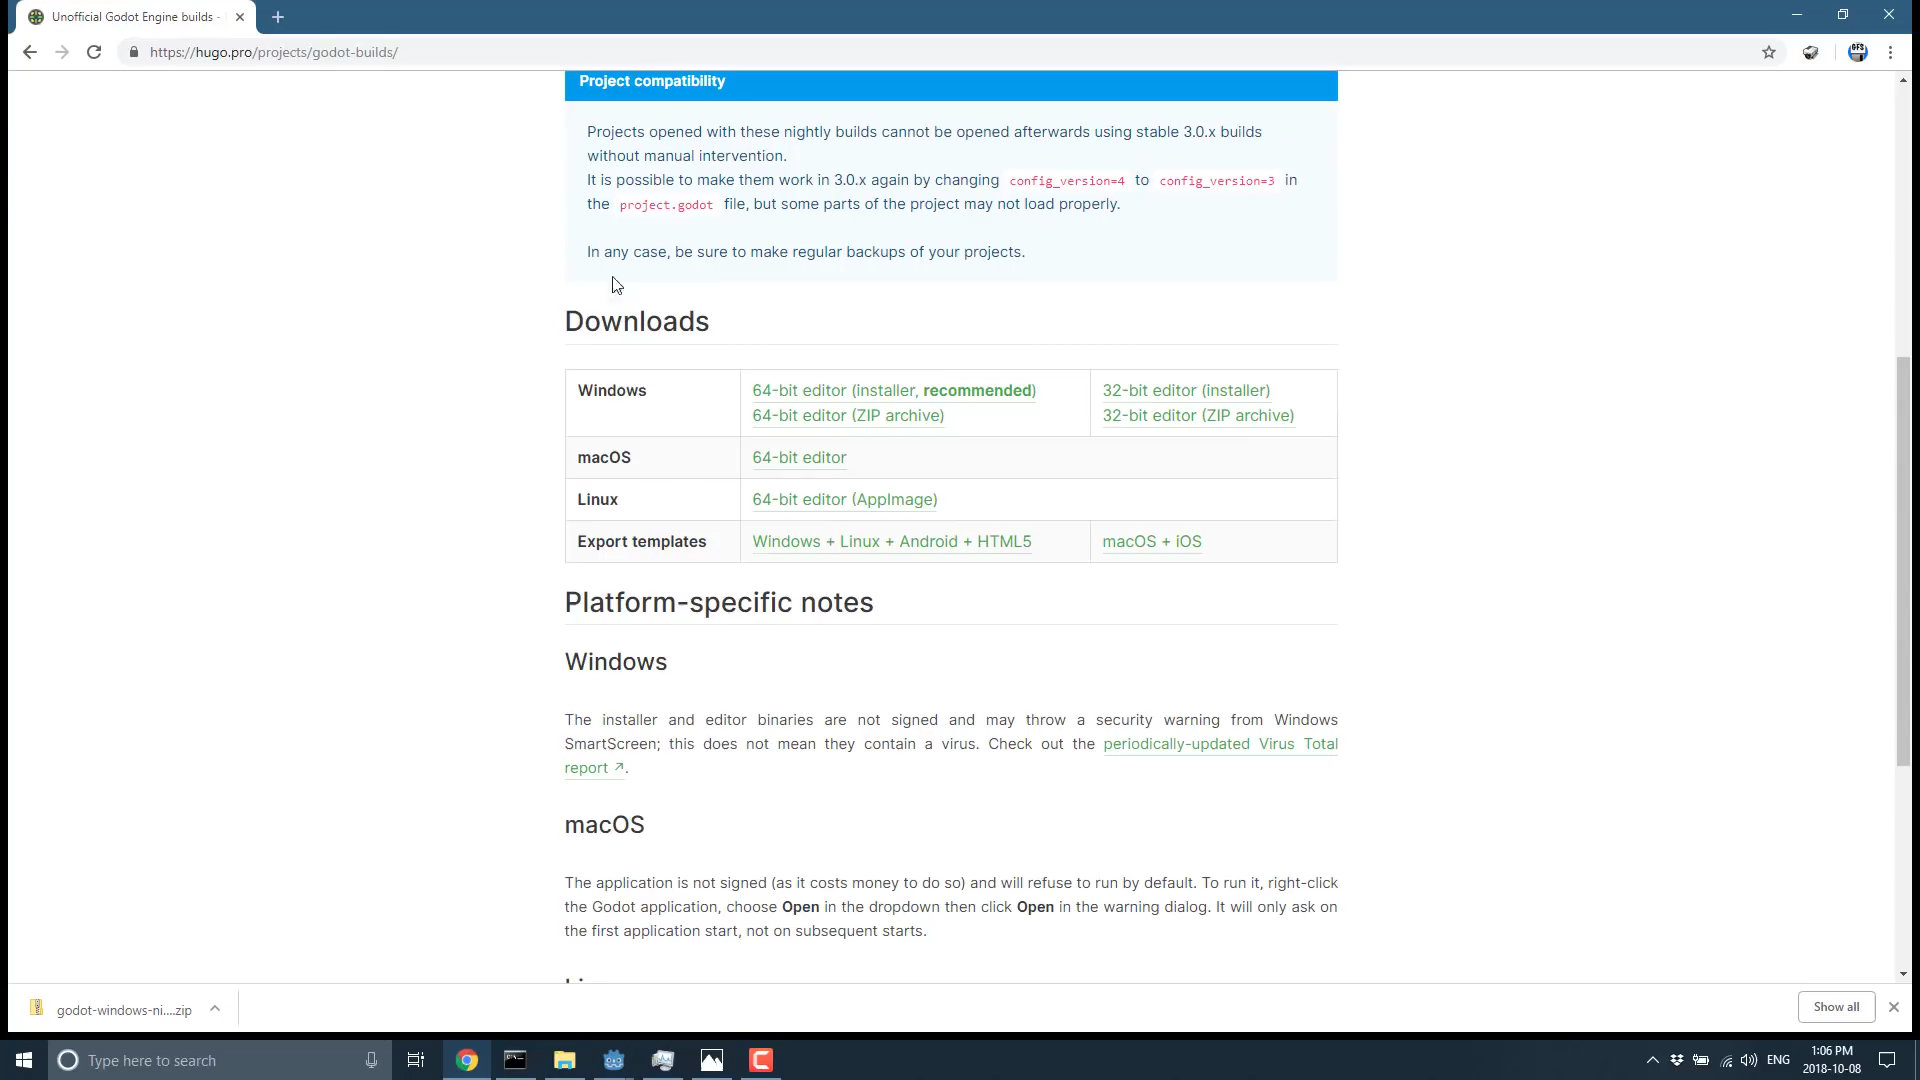 Unofficial Godot Engine builds -
https://hugo.pro/projects/godot-builds/
GFS
Project compatibility
Projects opened with these nightly builds cannot be opened afterwards using stable 3.0.x builds
without manual intervention.
It is possible to make them work in 3.0.x again by changing config_version=4 to config_version=3 in
the project.godot file, but some parts of the project may not load properly.
In any case, be sure to make regular backups of your projects.
Downloads
Windows 64-bit editor (installer, recommended) 32-bit editor (installer)
64-bit editor (ZIP archive) 32-bit editor (ZIP archive)
macOS 64-bit editor
Linux 64-bit editor (AppImage)
Export templates Windows + Linux + Android + HTML5 macOS + iOS
Platform-specific notes
Windows
The installer and editor binaries are not signed and may throw a security warning from Windows
SmartScreen; this does not mean they contain a virus. Check out the periodically-updated Virus Total
report ↗.
macOS
The application is not signed (as it costs money to do so) and will refuse to run by default. To run it, right-click
the Godot application, choose Open in the dropdown then click Open in the warning dialog. It will only ask on
the first application start, not on subsequent starts.
godot-windows-ni....zip
Show all
Type here to search
ENG
1:06 PM
2018-10-08